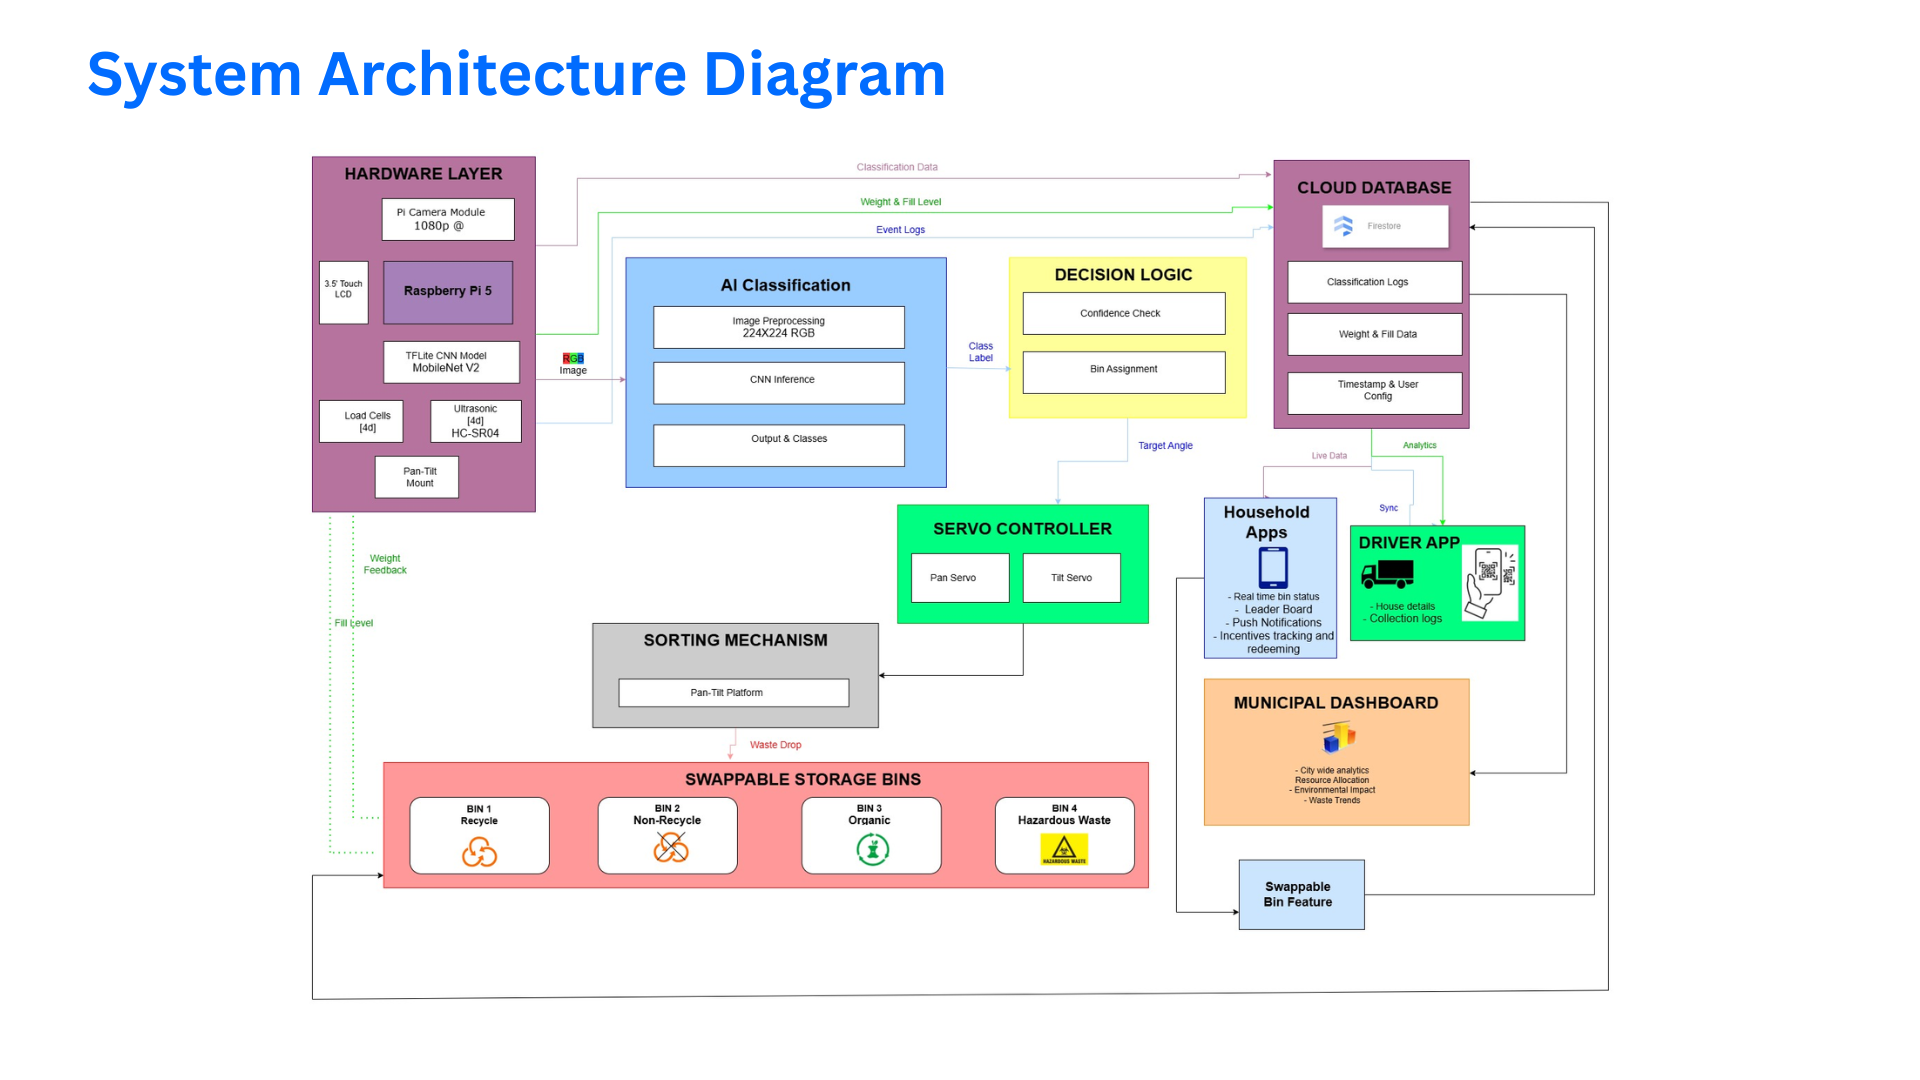 System Architecture Diagram
HARDWARE LAYER
Pi Camera Module
1080p @
3.5' Touch
LCD
Raspberry Pi 5
TFLite CNN Model
MobileNet V2
Load Cells
[4d]
Ultrasonic
[4d]
HC-SR04
Pan-Tilt
Mount
Classification Data
Weight & Fill Level
Event Logs
RGB
Image
AI Classification
Image Preprocessing
224X224 RGB
CNN Inference
Output & Classes
Class
Label
DECISION LOGIC
Confidence Check
Bin Assignment
Target Angle
CLOUD DATABASE
Firestore
Classification Logs
Weight & Fill Data
Timestamp & User
Config
Live Data
Analytics
Sync
SERVO CONTROLLER
Pan Servo
Tilt Servo
Household
Apps
- Real time bin status
- Leader Board
- Push Notifications
- Incentives tracking and
redeeming
DRIVER APP
- House details
- Collection logs
Weight
Feedback
Fill Level
SORTING MECHANISM
Pan-Tilt Platform
Waste Drop
MUNICIPAL DASHBOARD
- City wide analytics
Resource Allocation
- Environmental Impact
- Waste Trends
SWAPPABLE STORAGE BINS
BIN 1
Recycle
BIN 2
Non-Recycle
BIN 3
Organic
BIN 4
Hazardous Waste
HAZARDOUS WASTE
Swappable
Bin Feature